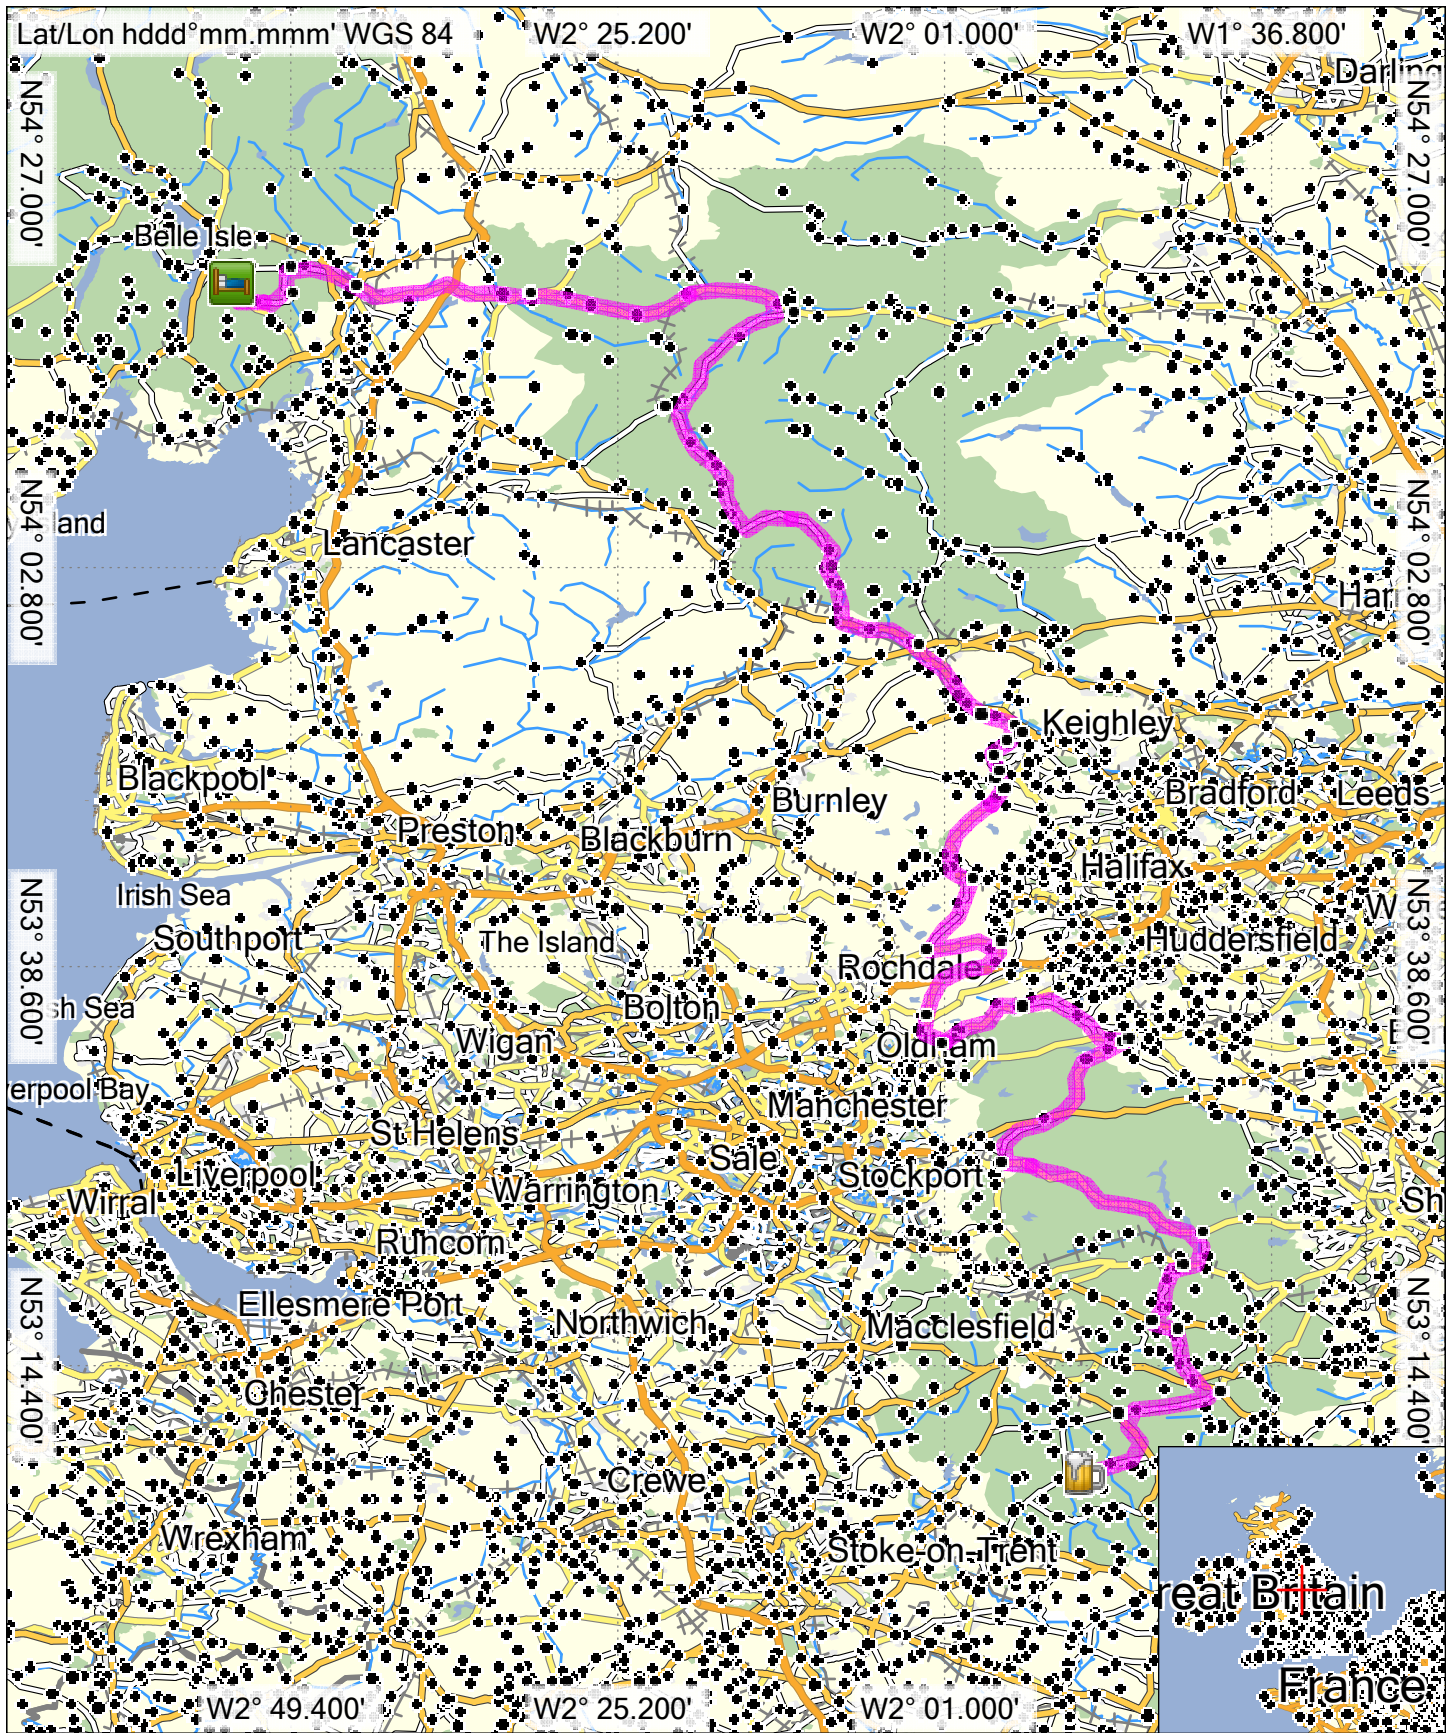 Lat/Lon hddd°mm.mmm' WGS 84
W2° 25.200'
W2° 01.000'
W1° 36.800'
N54° 27.000'
N54° 27.000'
Belle Isle
N54° 02.800'
N54° 02.800'
Lancaster
Keighley
Blackpool
Bradford
Leeds
Burnley
Preston
Blackburn
Halifax
N53° 38.600'
N53° 38.600'
Irish Sea
Southport
The Island
Huddersfield
Rochdale
Bolton
Wigan
Oldham
Manchester
St Helens
Sale
Stockport
Liverpool
Warrington
Wirral
Runcorn
N53° 14.400'
N53° 14.400'
Ellesmere Port
Northwich
Macclesfield
Chester
Crewe
Wrexham
Stoke-on-Trent
reat Britain
France
W2° 49.400'
W2° 25.200'
W2° 01.000'